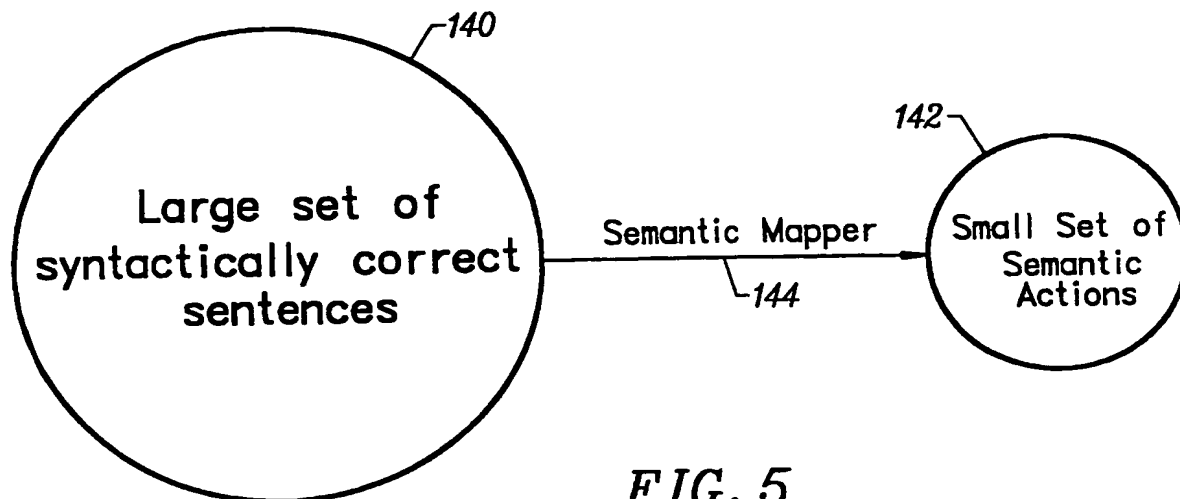 140
Large set of
syntactically correct
sentences
Semantic Mapper
144
142
Small Set of
Semantic
Actions
FIG. 5